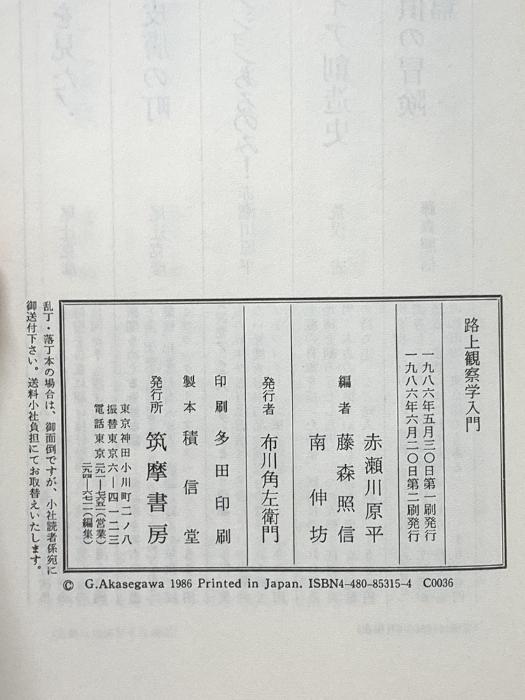 路上観察学入門
一九八六年五月三〇日第一刷発行
一九八六年六月二〇日第二刷発行
編者
赤瀬川原平
藤森照信
南伸坊
発行者 布川角左衛門
印刷 多田印刷
製本 積信堂
発行所 筑摩書房
東京神田小川町二ノ八
振替東京六―四一二三
乱丁・落丁本の場合は、御面倒ですが、小社読者係宛に
御送付下さい。送料小社負担にてお取替えいたします。
© G.Akasegawa 1986 Printed in Japan. ISBN4-480-85315-4 C0036